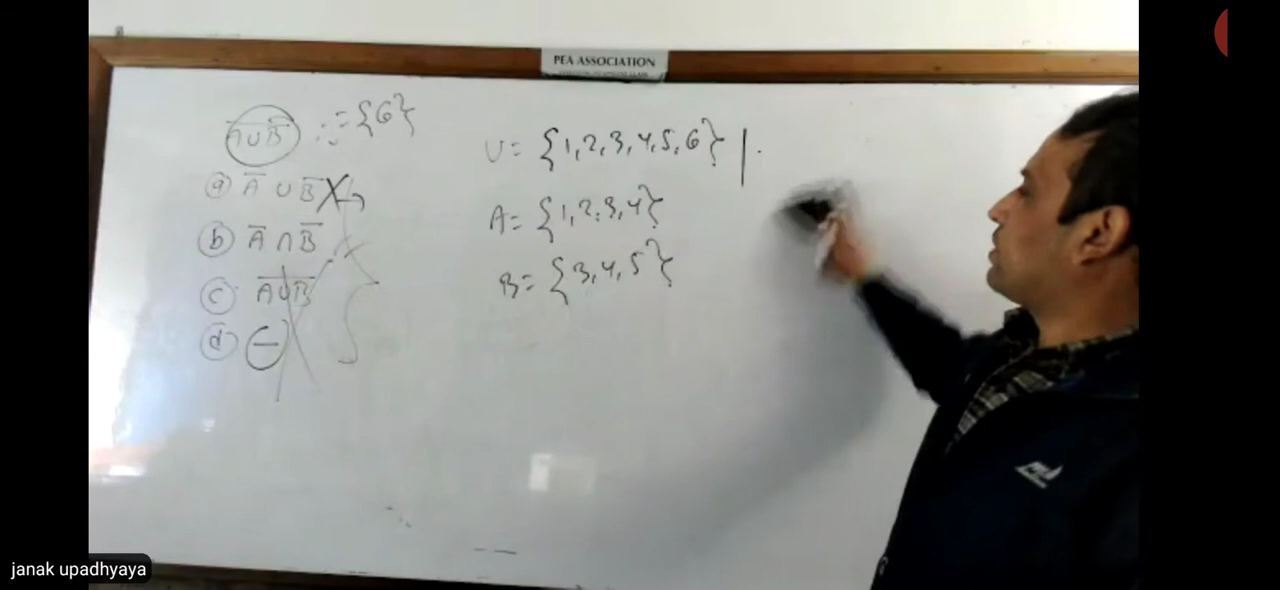 PEA ASSOCIATION
A∪B ∴ = {6}
ⓐ A̅ ∪ B̅
ⓑ A̅ ∩ B̅
ⓒ A̅∪B̅
ⓓ −
U = {1,2,3,4,5,6} |
A = {1,2,3,4}
B = {3,4,5}
janak upadhyaya